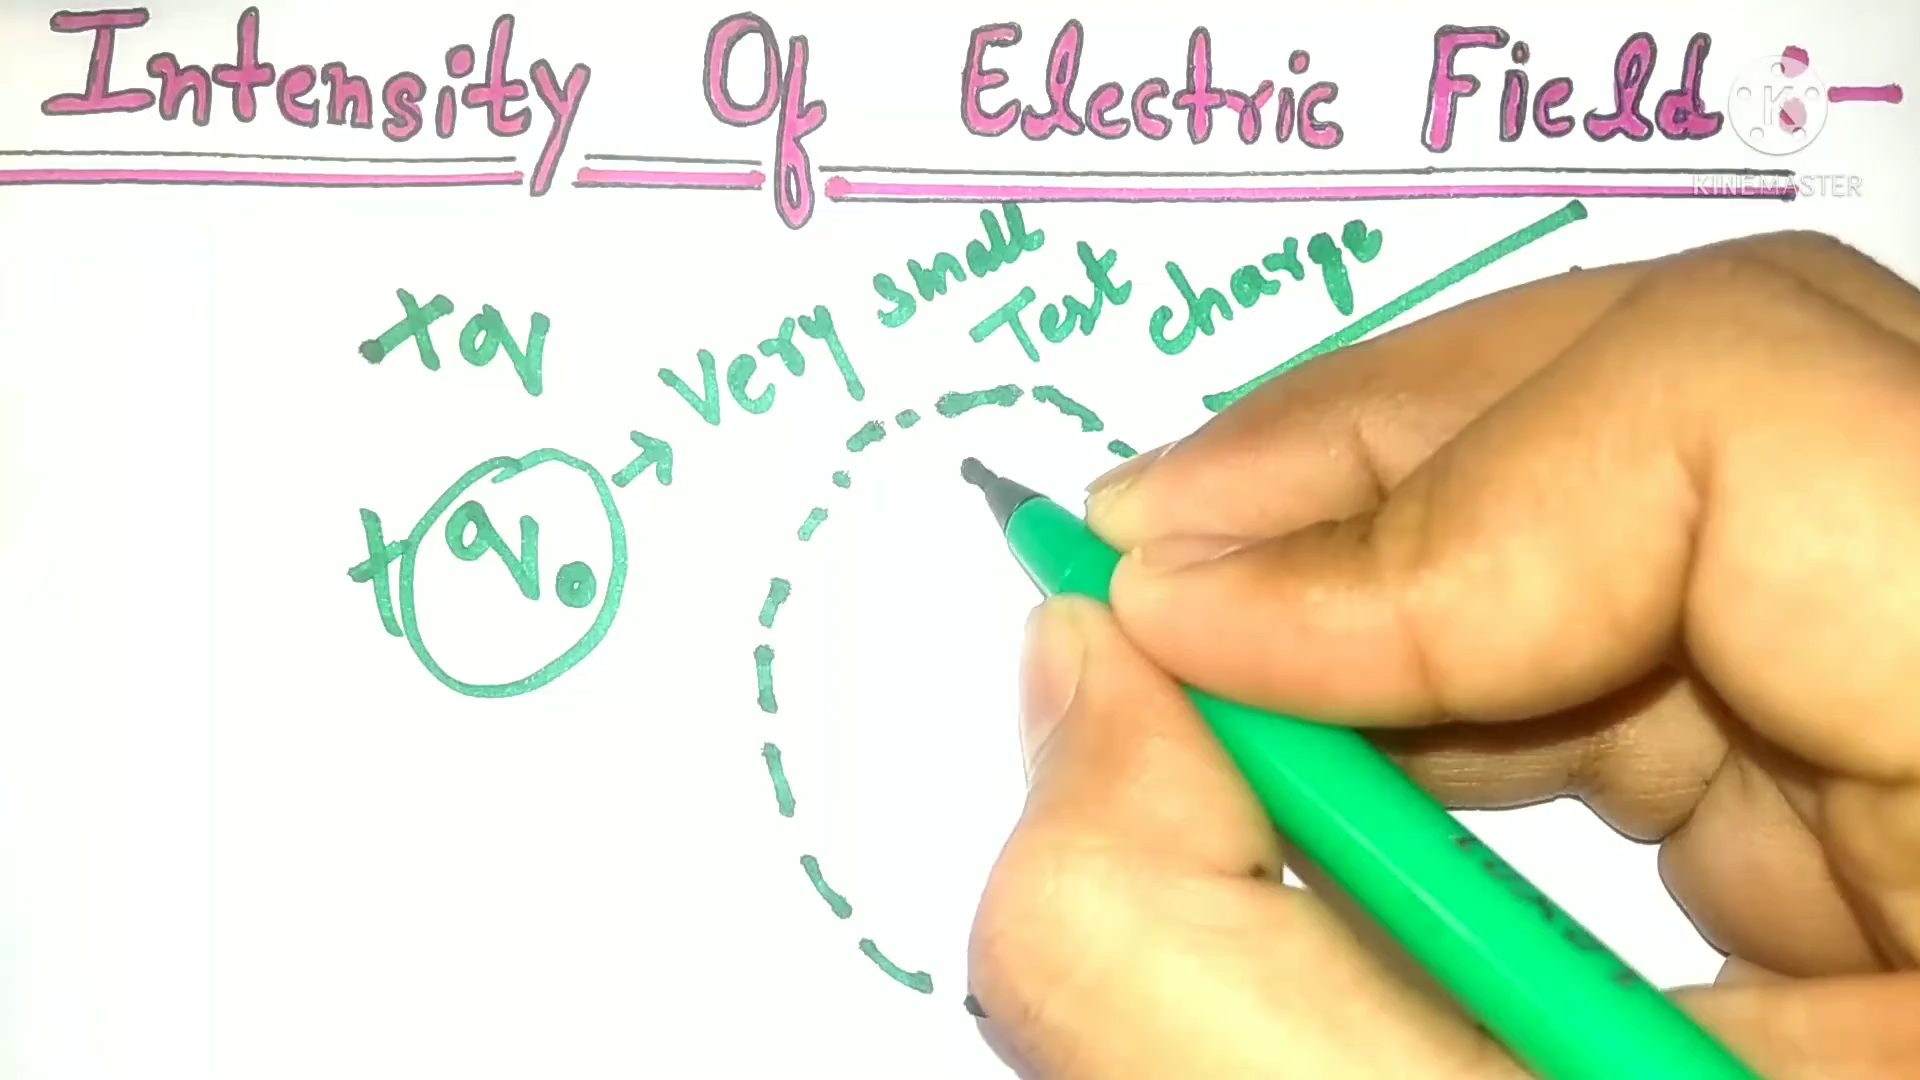 Intensity Of Electric Field :-
K
KINEMASTER
+q
very small
Test charge
+q₀ →